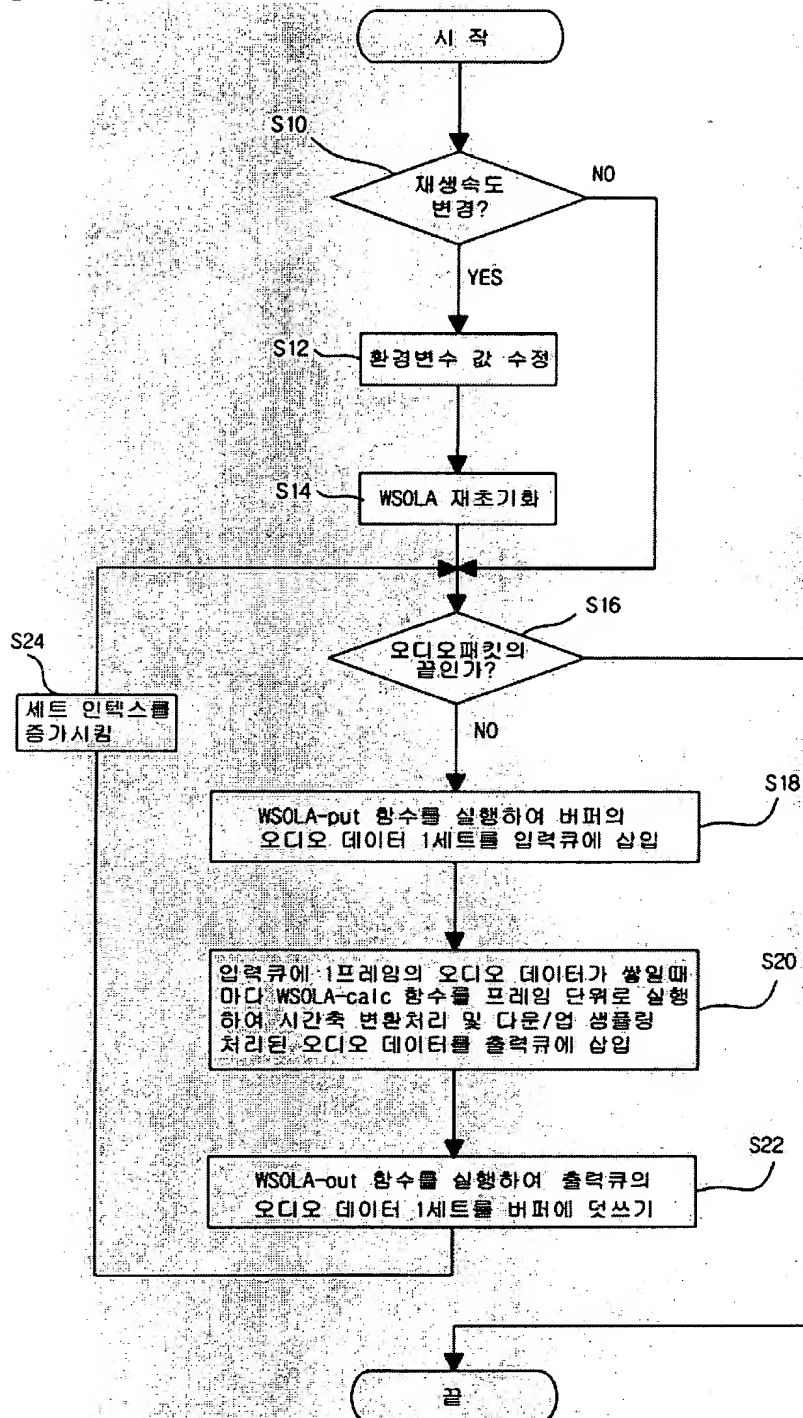 시 작
S10
재생속도
변경?
NO
YES
S12
환경변수 값 수정
S14
WSOLA 재초기화
S16
오디오패킷의
끝인가?
S24
세트 인덱스를
증가시킴
NO
S18
WSOLA-put 함수를 실행하여 버퍼의
오디오 데이터 1세트를 입력큐에 삽입
S20
입력큐에 1프레임의 오디오 데이터가 쌓일때
마다 WSOLA-calc 함수를 프레임 단위로 실행
하여 시간축 변환처리 및 다운/업 샘플링
처리된 오디오 데이터를 출력큐에 삽입
S22
WSOLA-out 함수를 실행하여 출력큐의
오디오 데이터 1세트를 버퍼에 덧쓰기
끝